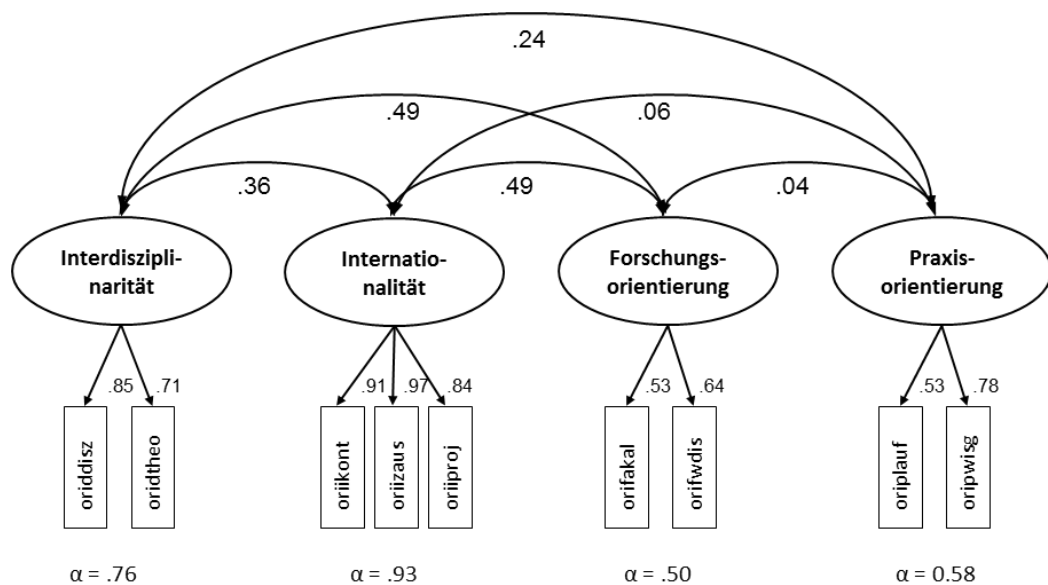 .24
.49 .06
.36 .49 .04
Interdiszipli-
narität
Internatio-
nalität
Forschungs-
orientierung
Praxis-
orientierung
.85 .71 .91 .97 .84 .53 .64 .53 .78
oriddisz
oridtheo
oriikont
oriizaus
oriiproj
orifakal
orifwdis
oriplauf
oripwisg
α = .76 α = .93 α = .50 α = 0.58